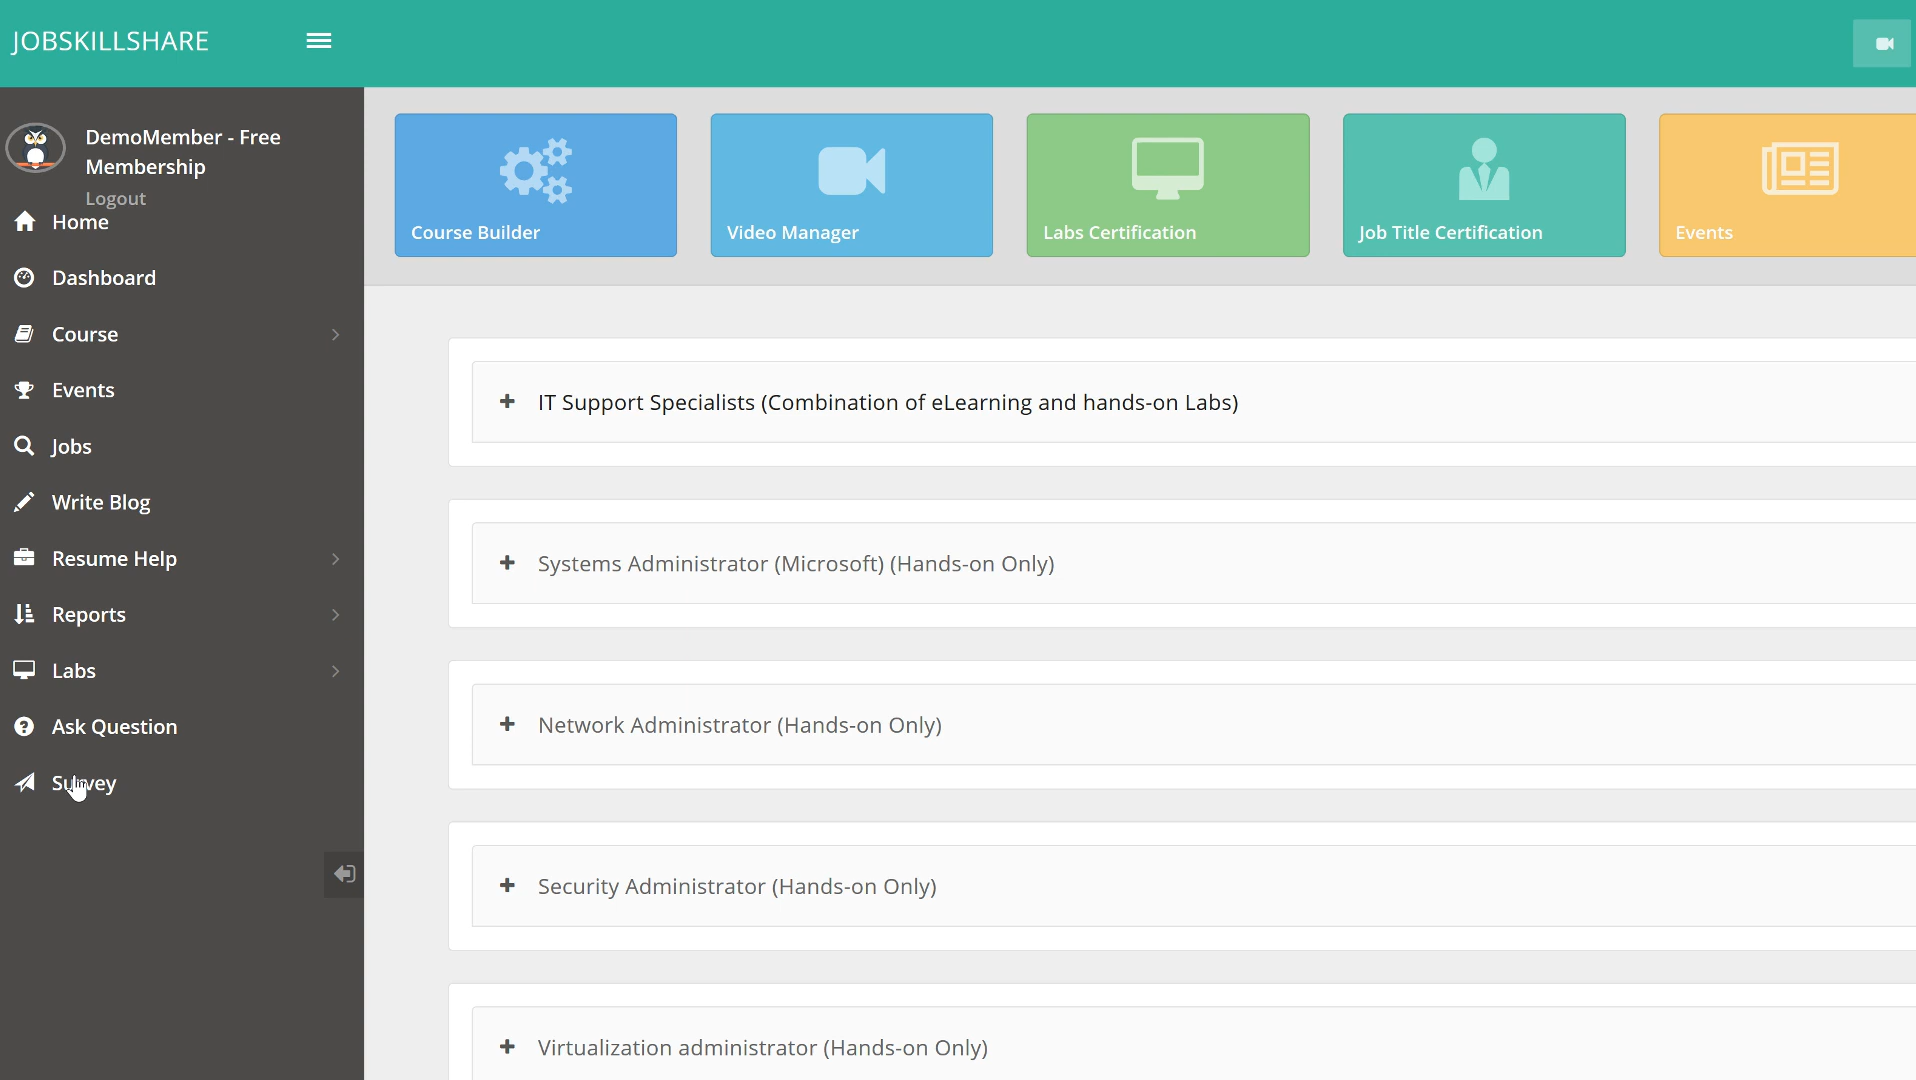 JOBSKILLSHARE
DemoMember - Free
Membership
Logout
Home
Dashboard
Course
Events
Jobs
Write Blog
Resume Help
Reports
Labs
Ask Question
Survey
Course Builder
Video Manager
Labs Certification
Job Title Certification
Events
IT Support Specialists (Combination of eLearning and hands-on Labs)
Systems Administrator (Microsoft) (Hands-on Only)
Network Administrator (Hands-on Only)
Security Administrator (Hands-on Only)
Virtualization administrator (Hands-on Only)